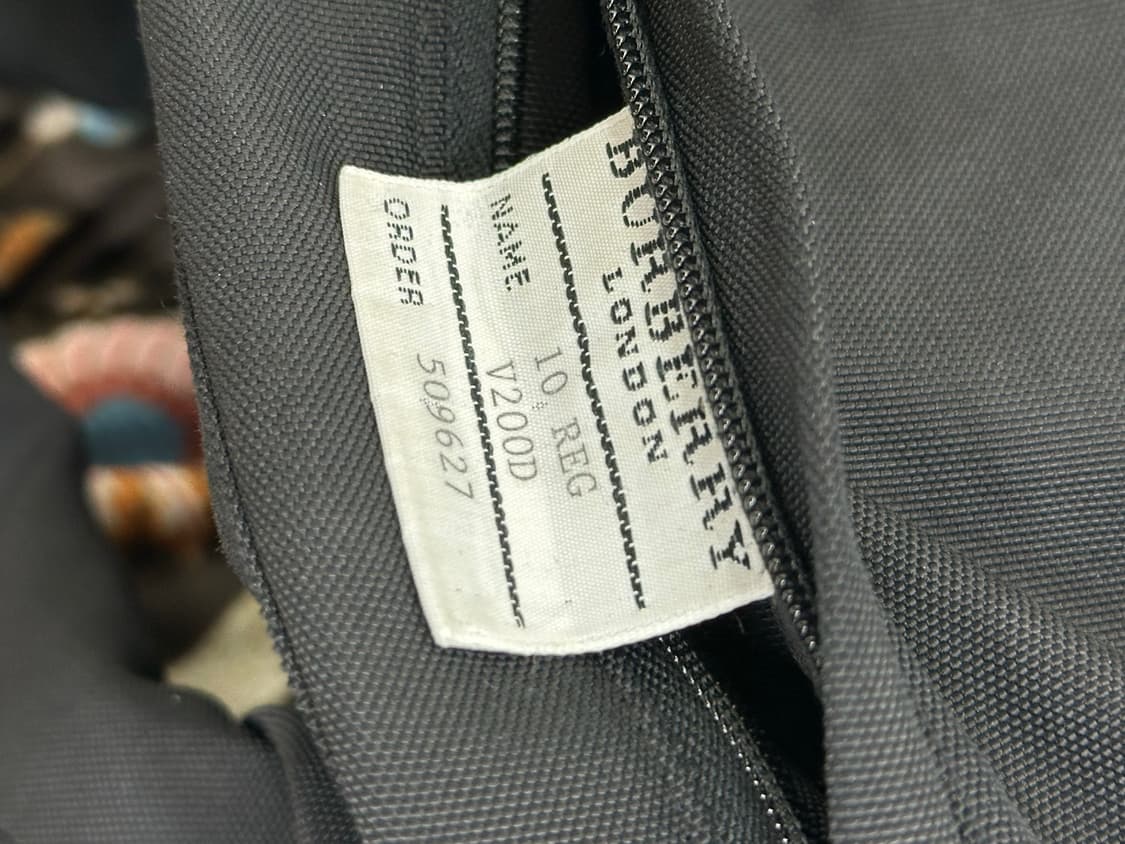 BURBERRY
LONDON
10 REG
NAME V200D
ORDER 509627